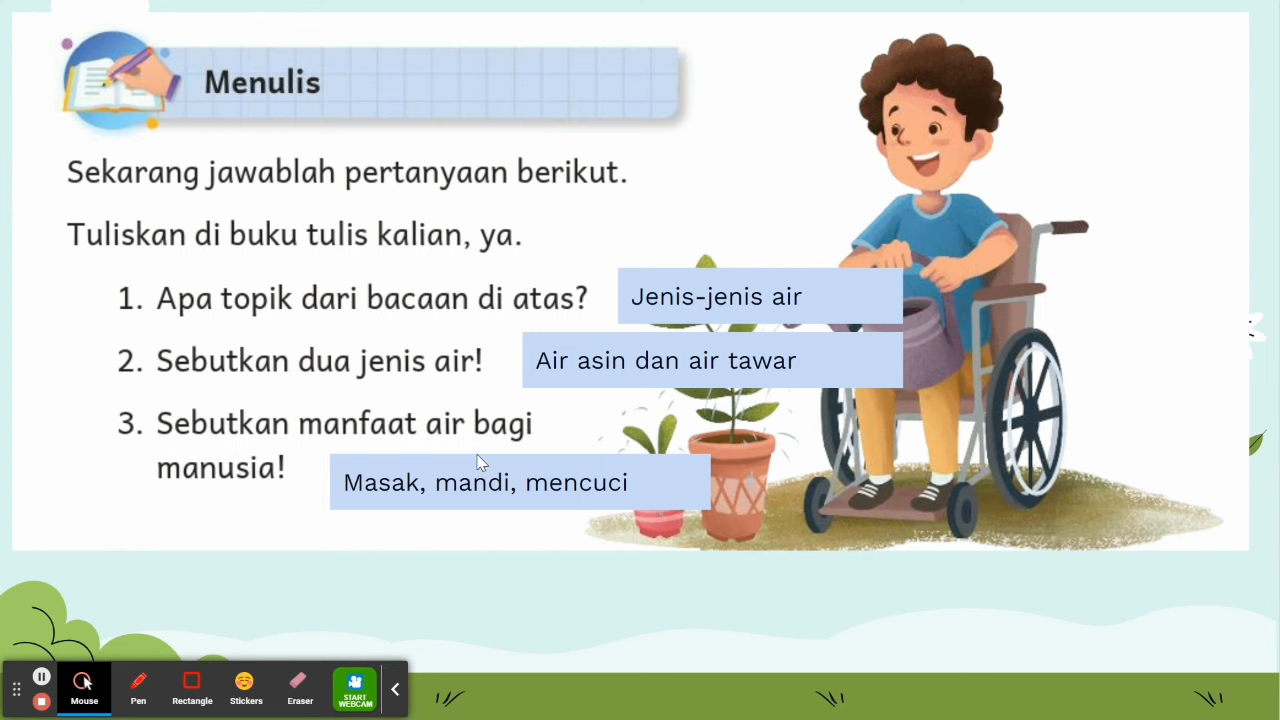 Menulis
Sekarang jawablah pertanyaan berikut.
Tuliskan di buku tulis kalian, ya.
1. Apa topik dari bacaan di atas?
Jenis-jenis air
2. Sebutkan dua jenis air!
Air asin dan air tawar
3. Sebutkan manfaat air bagi
manusia!
Masak, mandi, mencuci
Mouse
Pen
Rectangle
Stickers
Eraser
START
WEBCAM